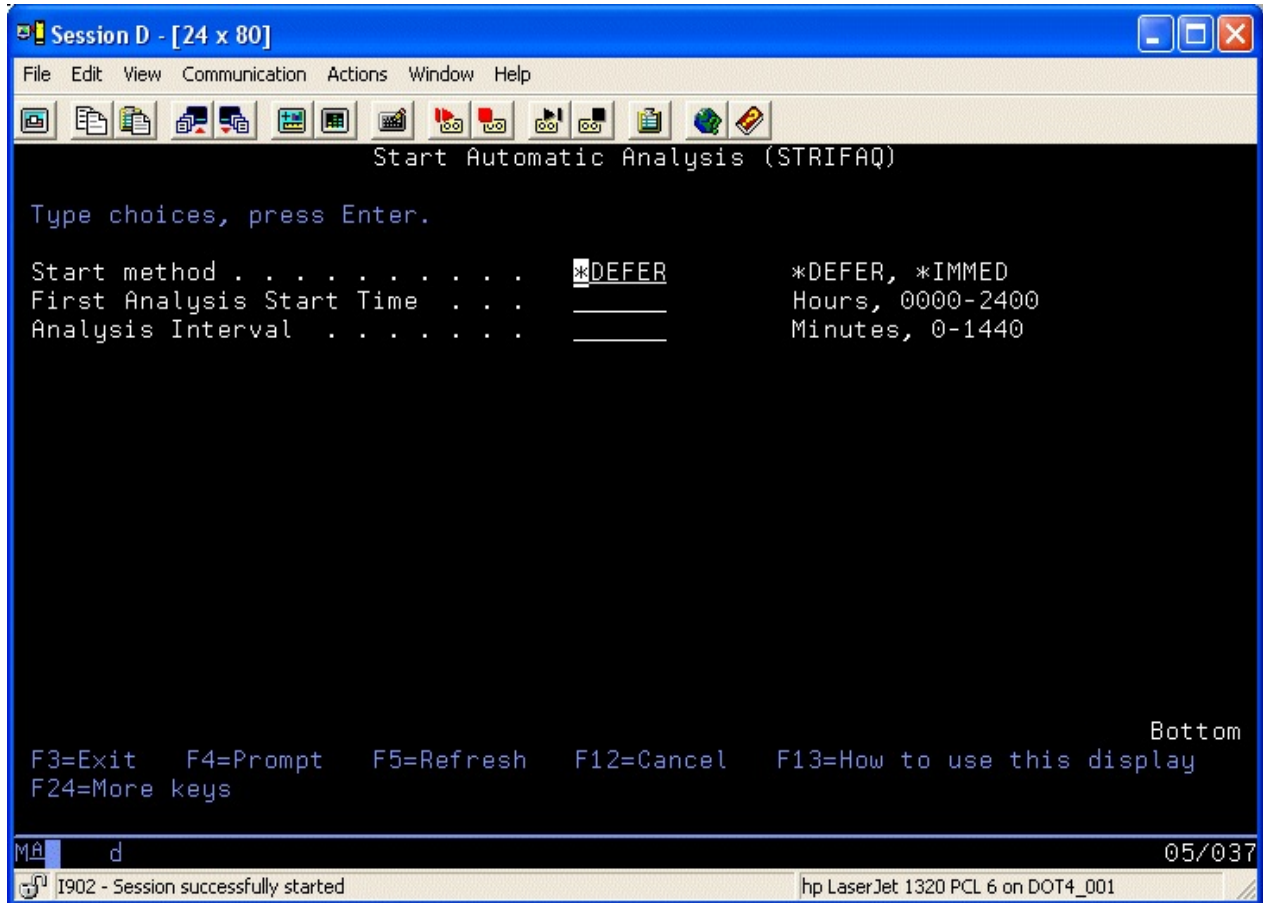 Session D - [24 x 80]
File Edit View Communication Actions Window Help
Start Automatic Analysis (STRIFAQ)
Type choices, press Enter.
Start method . . . . . . . . . . *DEFER *DEFER, *IMMED
First Analysis Start Time . . . Hours, 0000-2400
Analysis Interval . . . . . . . Minutes, 0-1440
Bottom
F3=Exit F4=Prompt F5=Refresh F12=Cancel F13=How to use this display
F24=More keys
MA d 05/037
I902 - Session successfully started hp LaserJet 1320 PCL 6 on DOT4_001